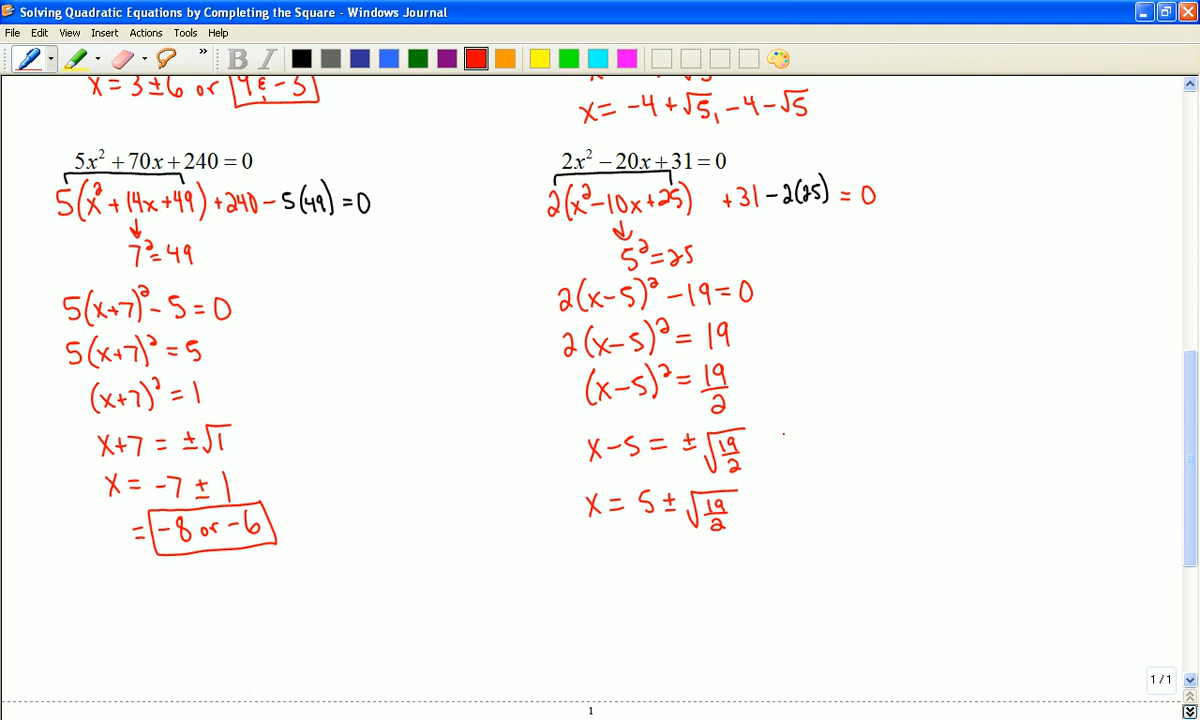 Solving Quadratic Equations by Completing the Square - Windows Journal
File Edit View Insert Actions Tools Help
» B I
x = 3 ± 6 or 9 & -3
x = -4 + √5, -4 - √5
5x² + 70x + 240 = 0
5(x² + 14x + 49) + 240 - 5(49) = 0
7² = 49
5(x+7)² - 5 = 0
5(x+7)² = 5
(x+7)² = 1
x+7 = ±√1
x = -7 ± 1
= -8 or -6
2x² - 20x + 31 = 0
2(x² - 10x + 25) + 31 - 2(25) = 0
5² = 25
2(x-5)² - 19 = 0
2(x-5)² = 19
(x-5)² = 19/2
x-5 = ±√19/2
x = 5 ± √19/2
1 / 1
1